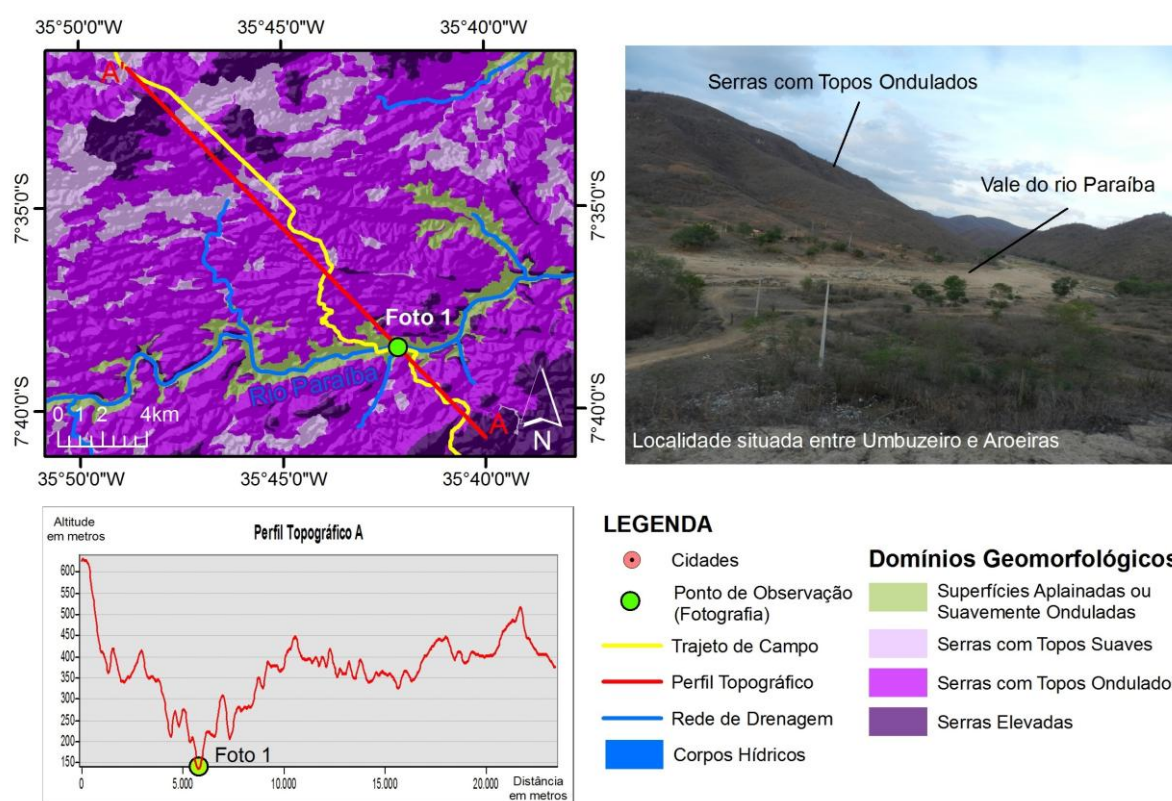 35°50'0"W
35°45'0"W
35°40'0"W
A'
7°35'0"S
7°35'0"S
Foto 1
Rio Paraíba
7°40'0"S
7°40'0"S
0 1 2 4km
A
N
35°50'0"W
35°45'0"W
35°40'0"W
Serras com Topos Ondulados
Vale do rio Paraíba
Localidade situada entre Umbuzeiro e Aroeiras
Altitude
em metros
Perfil Topográfico A
600
550
450
400
350
300
250
200
150
Foto 1
0
5.000
10.000
15.000
20.000
Distância
em metros
LEGENDA
Cidades
Ponto de Observação
(Fotografia)
Trajeto de Campo
Perfil Topográfico
Rede de Drenagem
Corpos Hídricos
Domínios Geomorfológicos
Superfícies Aplainadas ou
Suavemente Onduladas
Serras com Topos Suaves
Serras com Topos Ondulado
Serras Elevadas